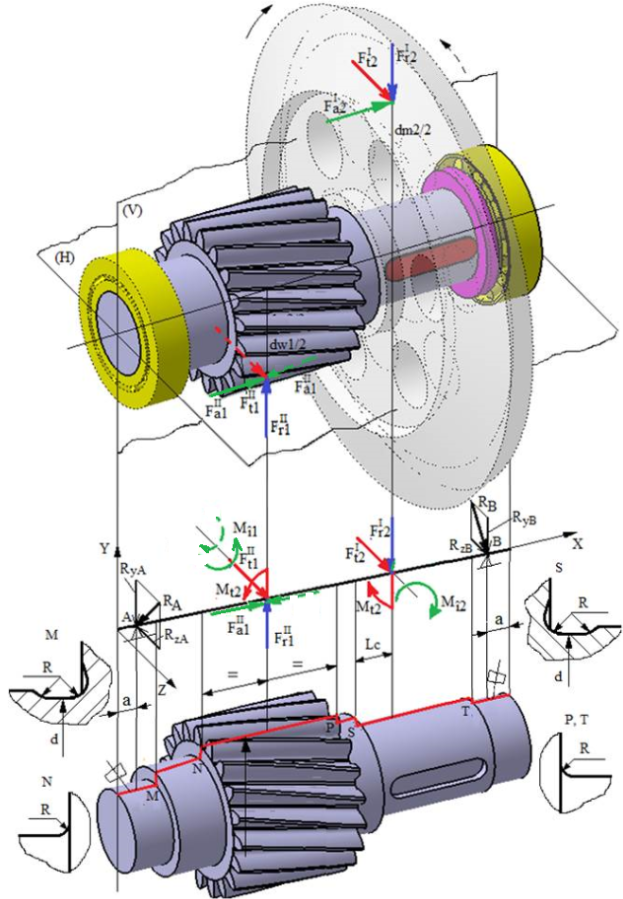 F^I_t2
F^I_r2
F^I_a2
dm2/2
(V)
(H)
dw1/2
F^II_a1
F^II_t1
F^II_a1
F^II_r1
R_B
R_yB
Y
M_i1
F^I_r2
R_zB
B
X
F^II_t1
F^I_t2
R_yA
S
A
R_A
M_t2
M_t2
M_i2
M
R_zA
F^II_a1
F^II_r1
R
R
a
Z
=
=
Lc
a
d
d
P
S
T
P, T
N
N
M
R
R